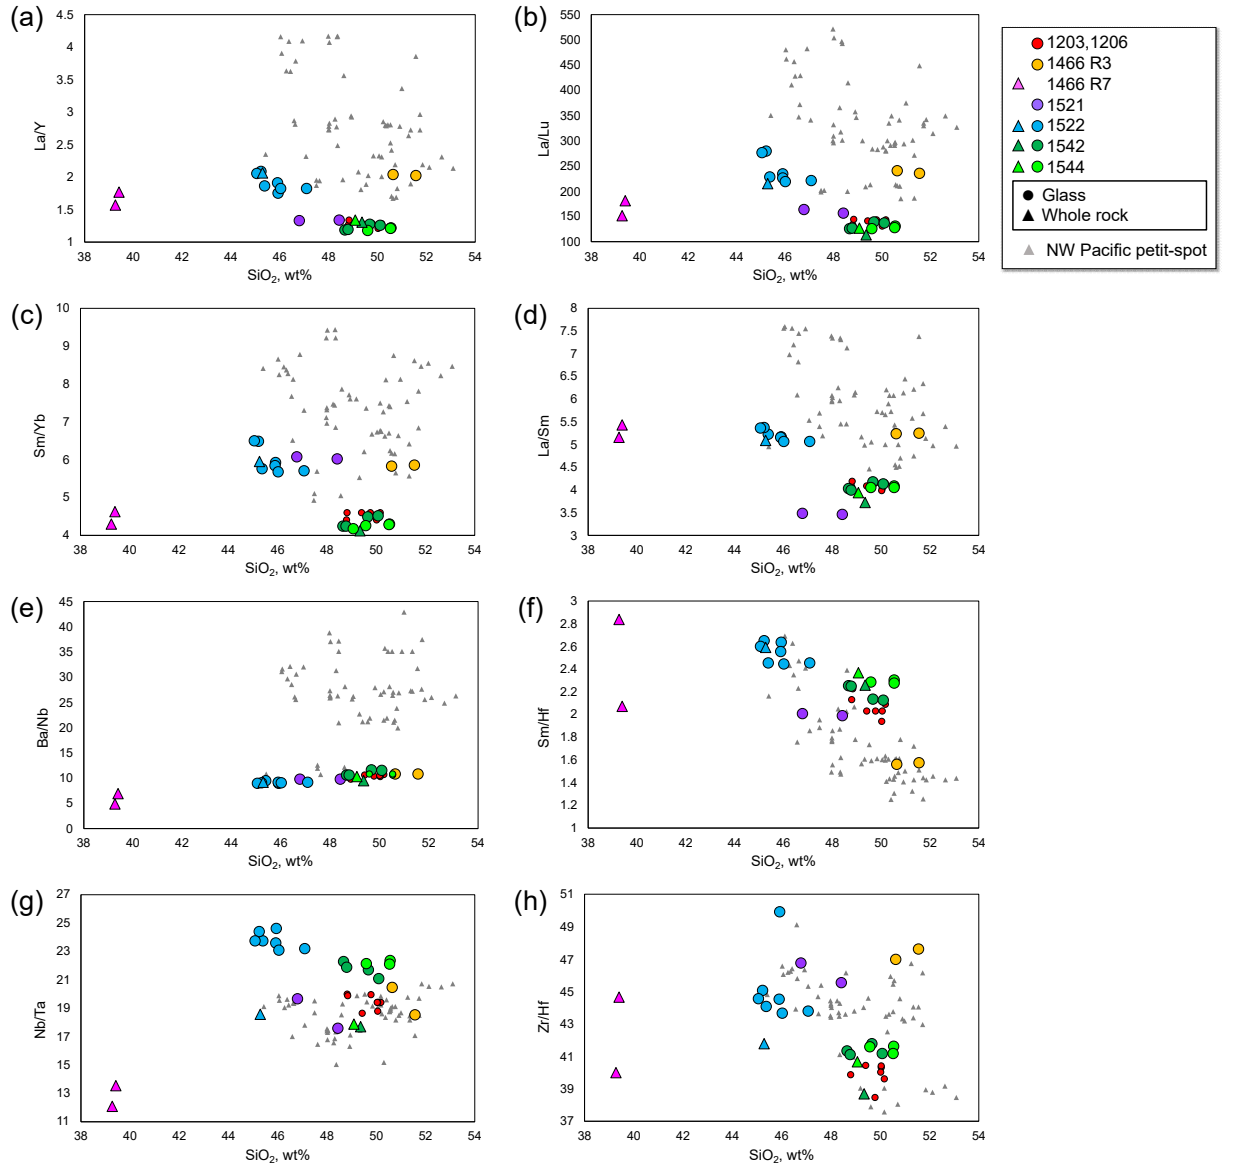 (a)
4.5
4
3.5
3
2.5
2
1.5
1
La/Y
38 40 42 44 46 48 50 52 54
SiO2, wt%
(b)
550
500
450
400
350
300
250
200
150
100
La/Lu
38 40 42 44 46 48 50 52 54
SiO2, wt%
1203,1206
1466 R3
1466 R7
1521
1522
1542
1544
Glass
Whole rock
NW Pacific petit-spot
(c)
10
9
8
7
6
5
4
Sm/Yb
38 40 42 44 46 48 50 52 54
SiO2, wt%
(d)
8
7.5
7
6.5
6
5.5
5
4.5
4
3.5
3
La/Sm
38 40 42 44 46 48 50 52 54
SiO2, wt%
(e)
45
40
35
30
25
20
15
10
5
0
Ba/Nb
38 40 42 44 46 48 50 52 54
SiO2, wt%
(f)
3
2.8
2.6
2.4
2.2
2
1.8
1.6
1.4
1.2
1
Sm/Hf
38 40 42 44 46 48 50 52 54
SiO2, wt%
(g)
27
25
23
21
19
17
15
13
11
Nb/Ta
38 40 42 44 46 48 50 52 54
SiO2, wt%
(h)
51
49
47
45
43
41
39
37
Zr/Hf
38 40 42 44 46 48 50 52 54
SiO2, wt%